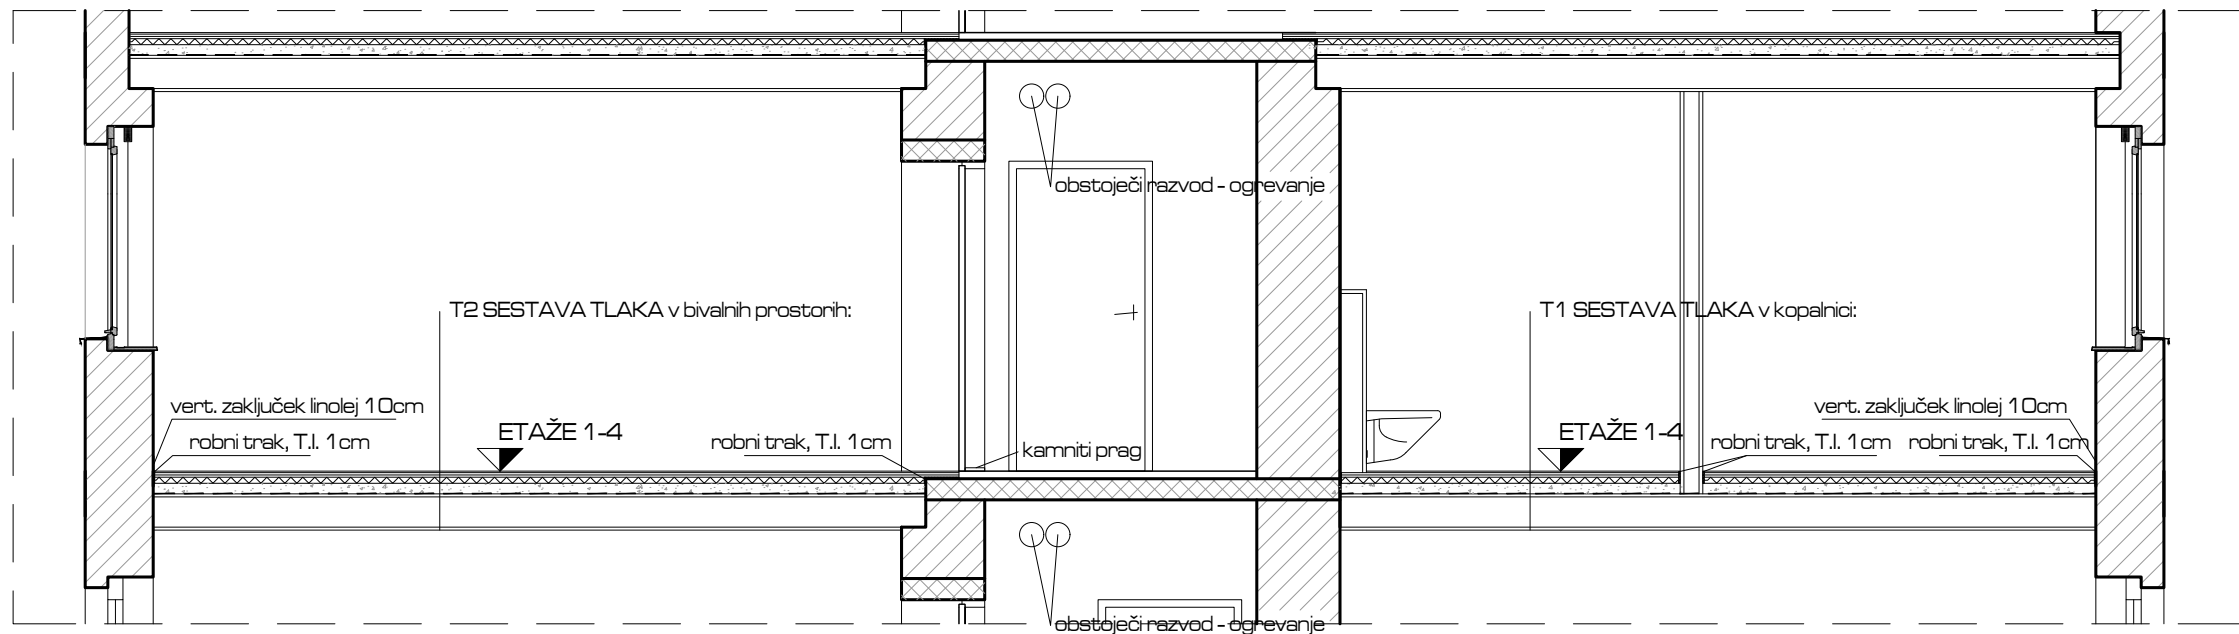 obstoječi razvod - ogrevanje
T2 SESTAVA TLAKA v bivalnih prostorih:
T1 SESTAVA TLAKA v kopalnici:
vert. zaključek linolej 10cm
vert. zaključek linolej 10cm
ETAŽE 1-4
ETAŽE 1-4
robni trak, T.I. 1cm
robni trak, T.I. 1cm
kamniti prag
robni trak, T.I. 1cm
robni trak, T.I. 1cm
obstoječi razvod - ogrevanje